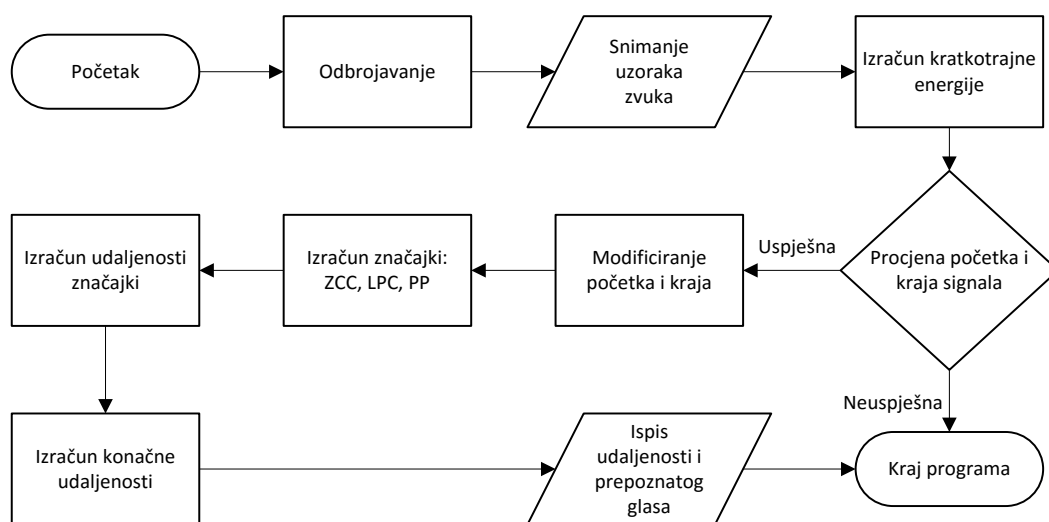 Početak
Odbrojavanje
Snimanje
uzoraka
zvuka
Izračun kratkotrajne
energije
Procjena početka i
kraja signala
Uspješna
Modificiranje
početka i kraja
Izračun značajki:
ZCC, LPC, PP
Izračun udaljenosti
značajki
Izračun konačne
udaljenosti
Ispis
udaljenosti i
prepoznatog
glasa
Neuspješna
Kraj programa